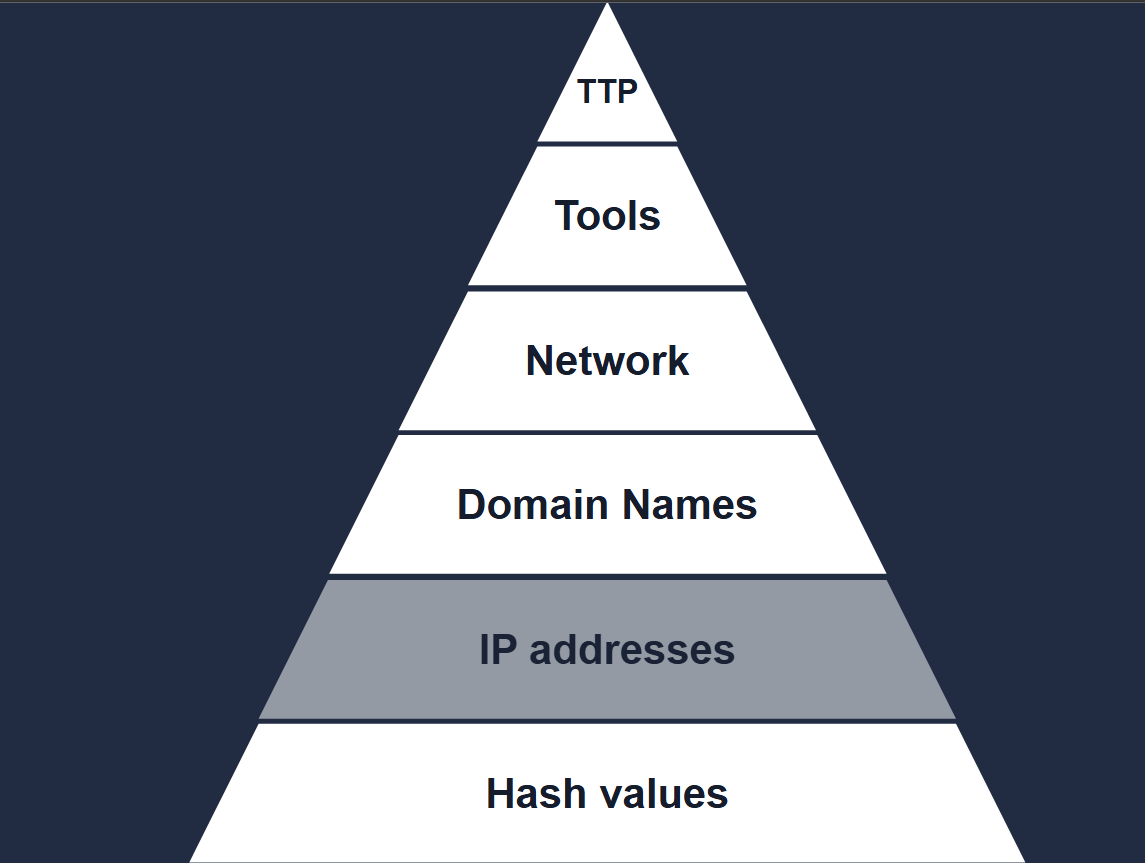 TTP
Tools
Network
Domain Names
IP addresses
Hash values